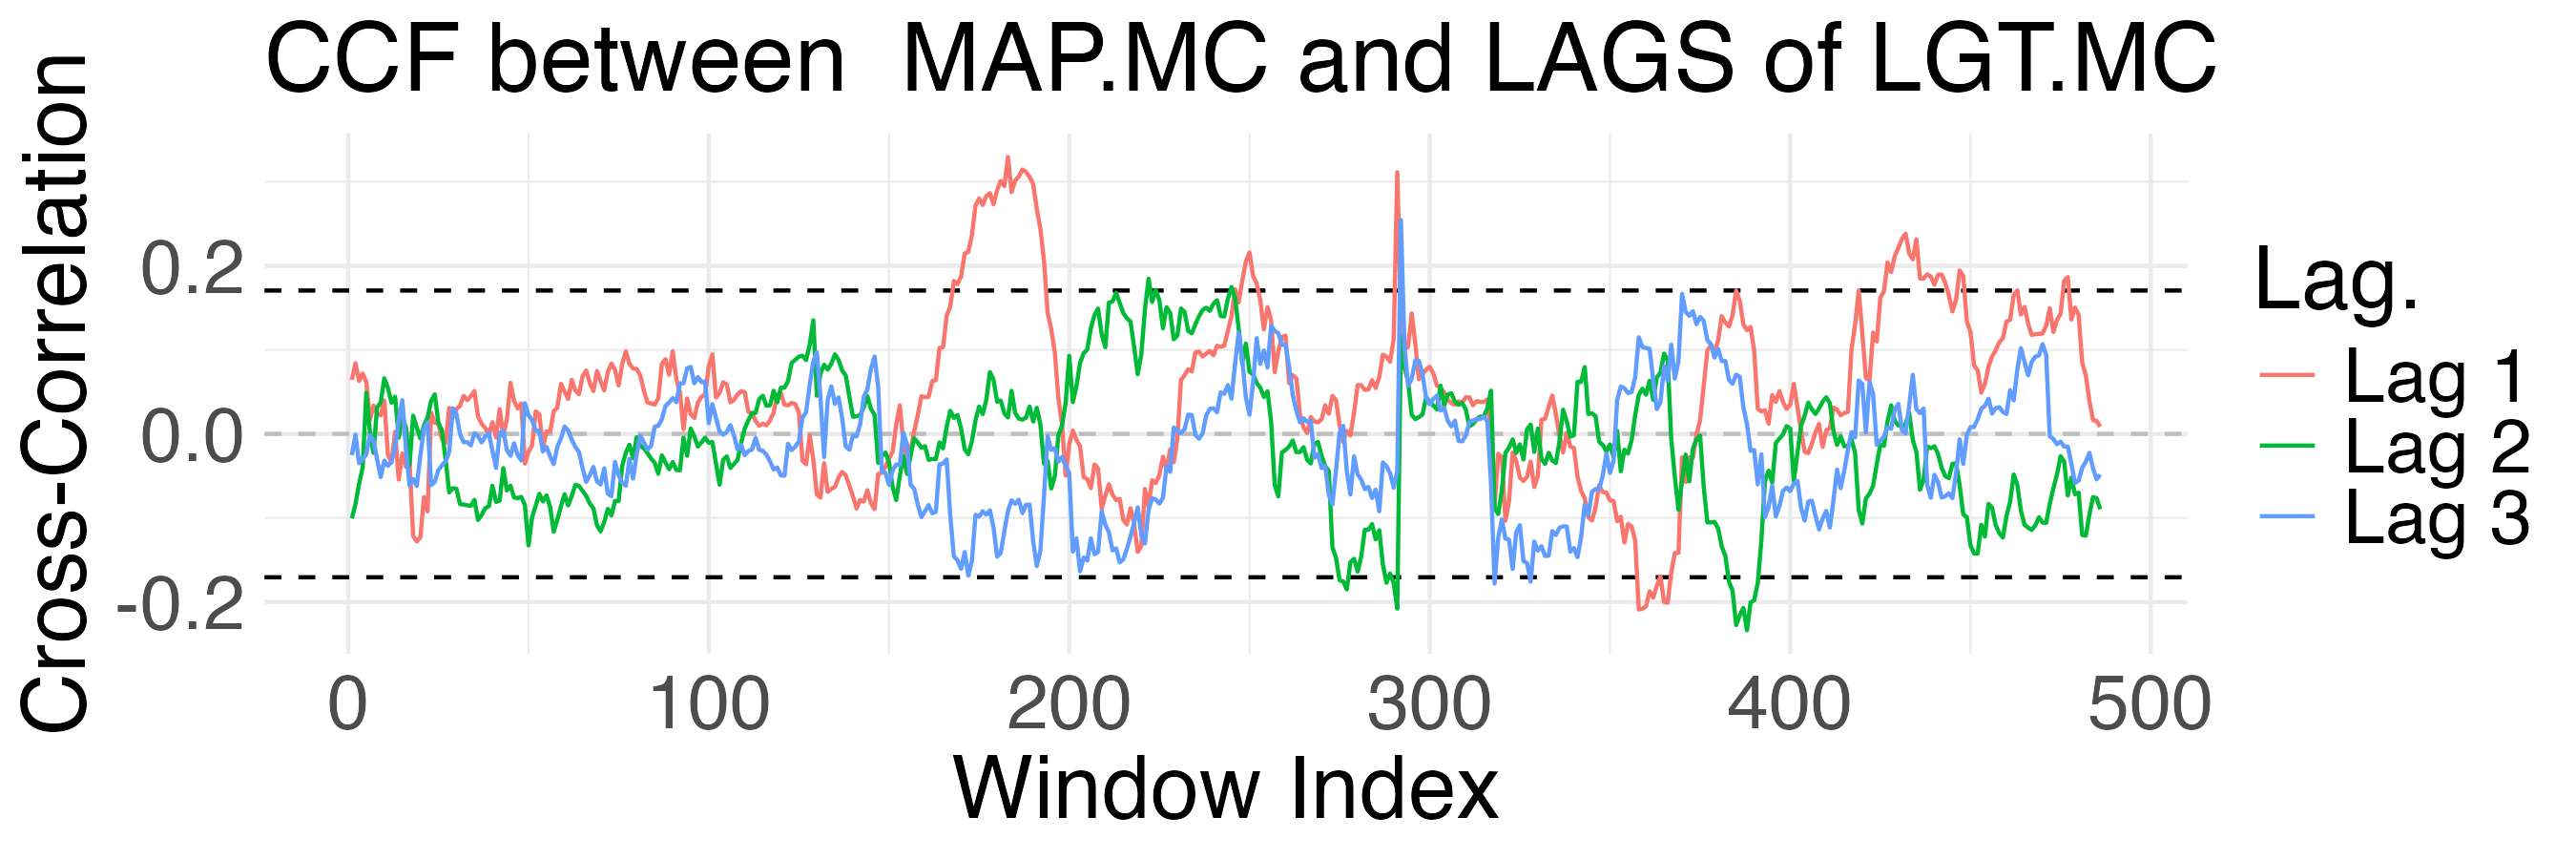 CCF between  MAP.MC and LAGS of LGT.MC
Cross-Correlation
0.2
0.0
-0.2
0 100 200 300 400 500
Window Index
Lag.
Lag 1
Lag 2
Lag 3